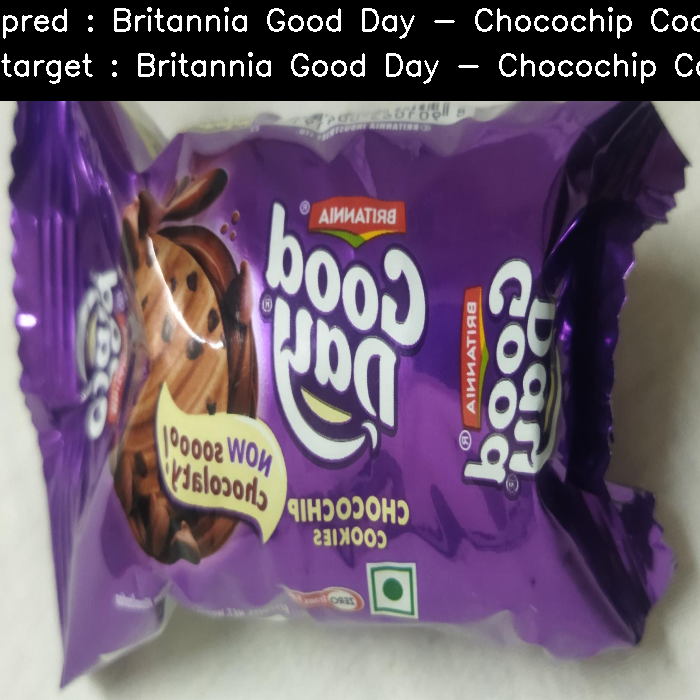 pred : Britannia Good Day – Chocochip Coo
target : Britannia Good Day – Chocochip Co
BRITANNIA
Good
Day
NOW soooo!
chocolaty!
CHOCOCHIP
COOKIES
BRITANNIA
Good
Day
ZERO